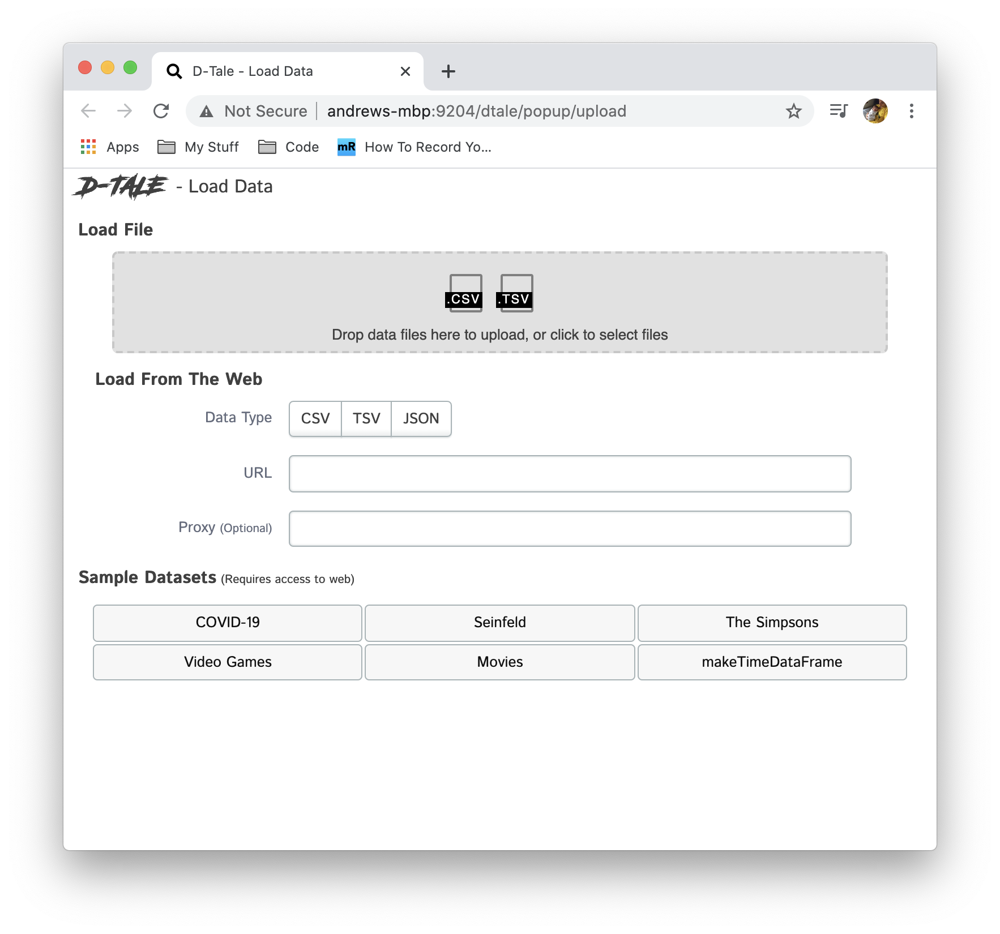 D-Tale - Load Data
Not Secure andrews-mbp:9204/dtale/popup/upload
Apps My Stuff Code mR How To Record Yo...
D-TALE - Load Data
Load File
.CSV .TSV
Drop data files here to upload, or click to select files
Load From The Web
Data Type CSV TSV JSON
URL
Proxy (Optional)
Sample Datasets (Requires access to web)
COVID-19 Seinfeld The Simpsons
Video Games Movies makeTimeDataFrame